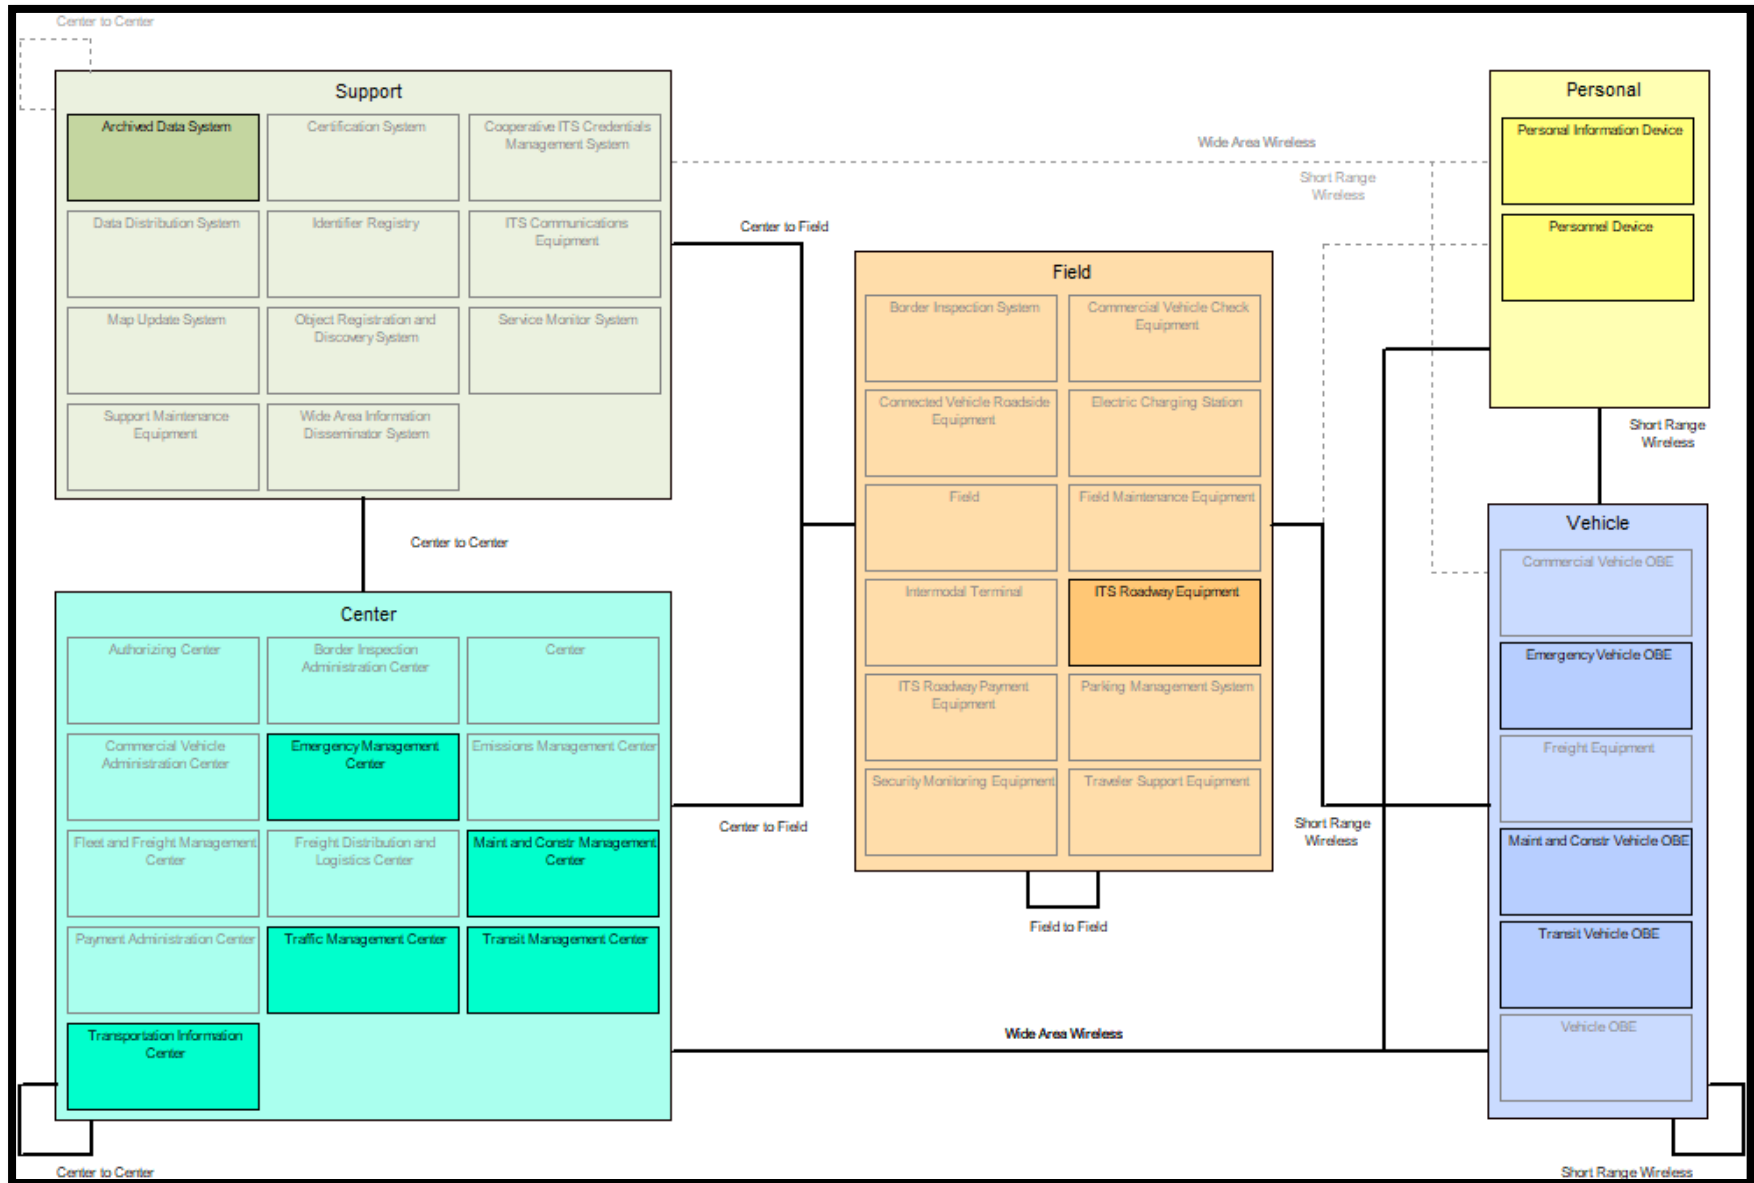 Center to Center
Support
Archived Data System
Certification System
Cooperative ITS Credentials
Management System
Data Distribution System
Identifier Registry
ITS Communications
Equipment
Map Update System
Object Registration and
Discovery System
Service Monitor System
Support Maintenance
Equipment
Wide Area Information
Disseminator System
Center to Center
Center
Authorizing Center
Border Inspection
Administration Center
Center
Commercial Vehicle
Administration Center
Emergency Management
Center
Emissions Management Center
Fleet and Freight Management
Center
Freight Distribution and
Logistics Center
Maint and Constr Management
Center
Payment Administration Center
Traffic Management Center
Transit Management Center
Transportation Information
Center
Center to Center
Center to Field
Center to Field
Field
Border Inspection System
Commercial Vehicle Check
Equipment
Connected Vehicle Roadside
Equipment
Electric Charging Station
Field
Field Maintenance Equipment
Intermodal Terminal
ITS Roadway Equipment
ITS Roadway Payment
Equipment
Parking Management System
Security Monitoring Equipment
Traveler Support Equipment
Field to Field
Wide Area Wireless
Wide Area Wireless
Short Range
Wireless
Short Range
Wireless
Personal
Personal Information Device
Personnel Device
Short Range
Wireless
Vehicle
Commercial Vehicle OBE
Emergency Vehicle OBE
Freight Equipment
Maint and Constr Vehicle OBE
Transit Vehicle OBE
Vehicle OBE
Short Range Wireless